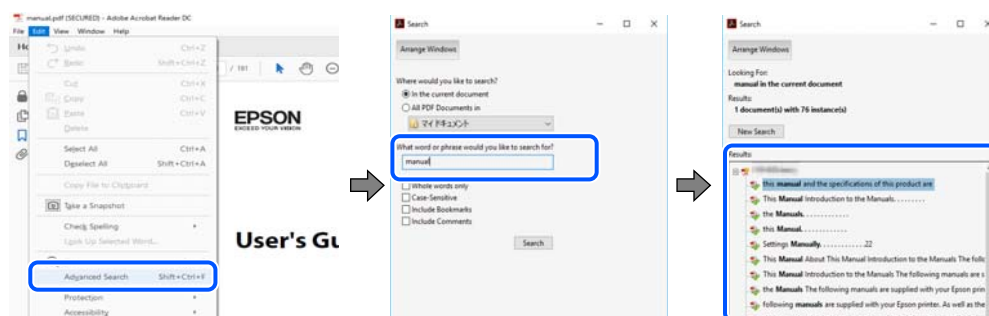 manual.pdf (SECURED) - Adobe Acrobat Reader DC
File Edit View Window Help
Undo Ctrl+Z
Redo Shift+Ctrl+Z
Cut Ctrl+X
Copy Ctrl+C
Paste Ctrl+V
Delete
Select All Ctrl+A
Deselect All Shift+Ctrl+A
Copy File to Clipboard
Take a Snapshot
Check Spelling
Look Up Selected Word...
Advanced Search Shift+Ctrl+F
Protection
Accessibility
/ 181
EPSON
EXCEED YOUR VISION
User's Gu
Search
Arrange Windows
Where would you like to search?
In the current document
All PDF Documents in
マイドキュメント
What word or phrase would you like to search for?
manual
Whole words only
Case-Sensitive
Include Bookmarks
Include Comments
Search
Search
Arrange Windows
Looking For:
manual in the current document
Results:
1 document(s) with 76 instance(s)
New Search
Results:
this manual and the specifications of this product are
This Manual Introduction to the Manuals. . . . . . . .
the Manuals. . . . . . . . . . . .
this Manual. . . . . . . . . . . .
Settings Manually. . . . . . . . . . . .22
This Manual About This Manual Introduction to the Manuals The follo
This Manual Introduction to the Manuals The following manuals are s
the Manuals The following manuals are supplied with your Epson prin
following manuals are supplied with your Epson printer. As well as the